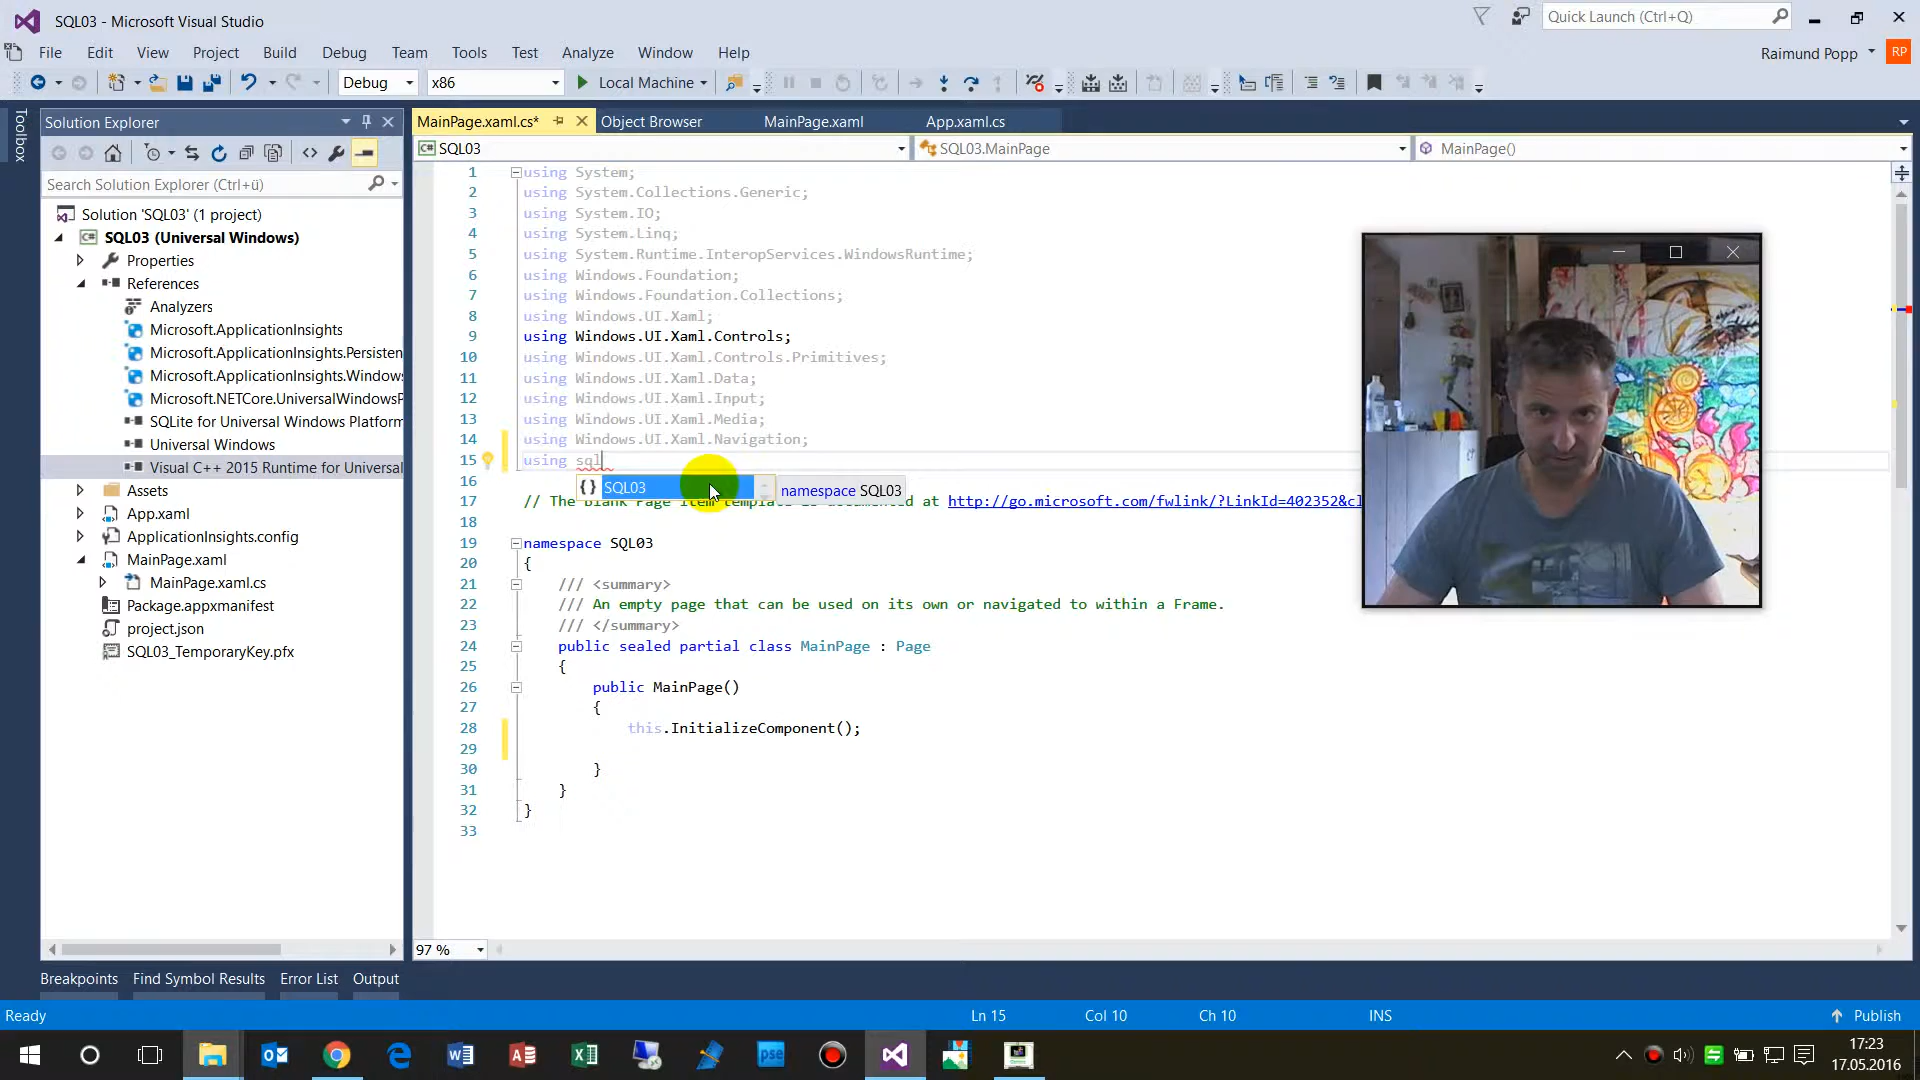 SQL03 - Microsoft Visual Studio
Quick Launch (Ctrl+Q)
File Edit View Project Build Debug Team Tools Test Analyze Window Help
Raimund Popp RP
Debug x86 Local Machine
Toolbox
Solution Explorer
Search Solution Explorer (Ctrl+ü)
Solution 'SQL03' (1 project)
SQL03 (Universal Windows)
Properties
References
Analyzers
Microsoft.ApplicationInsights
Microsoft.ApplicationInsights.Persisten
Microsoft.ApplicationInsights.Window
Microsoft.NETCore.UniversalWindowsP
SQLite for Universal Windows Platform
Universal Windows
Visual C++ 2015 Runtime for Universal
Assets
App.xaml
ApplicationInsights.config
MainPage.xaml
MainPage.xaml.cs
Package.appxmanifest
project.json
SQL03_TemporaryKey.pfx
MainPage.xaml.cs* Object Browser MainPage.xaml App.xaml.cs
SQL03 SQL03.MainPage MainPage()
1 using System;
2 using System.Collections.Generic;
3 using System.IO;
4 using System.Linq;
5 using System.Runtime.InteropServices.WindowsRuntime;
6 using Windows.Foundation;
7 using Windows.Foundation.Collections;
8 using Windows.UI.Xaml;
9 using Windows.UI.Xaml.Controls;
10 using Windows.UI.Xaml.Controls.Primitives;
11 using Windows.UI.Xaml.Data;
12 using Windows.UI.Xaml.Input;
13 using Windows.UI.Xaml.Media;
14 using Windows.UI.Xaml.Navigation;
15 using sql
16
{} SQL03 namespace SQL03
17 // The Blank Page item template is documented at http://go.microsoft.com/fwlink/?LinkId=402352&cl
18
19 namespace SQL03
20 {
21 /// <summary>
22 /// An empty page that can be used on its own or navigated to within a Frame.
23 /// </summary>
24 public sealed partial class MainPage : Page
25 {
26 public MainPage()
27 {
28 this.InitializeComponent();
29
30 }
31 }
32 }
33
97 %
Breakpoints Find Symbol Results Error List Output
Ready Ln 15 Col 10 Ch 10 INS Publish
17:23
17.05.2016